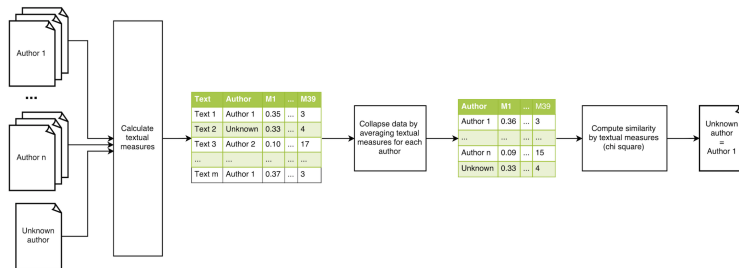 Author 1
...
Author n
Unknown
author
Calculate
textual
measures
Text Author M1 ... M39
Text 1 Author 1 0.35 ... 3
Text 2 Unknown 0.33 ... 4
Text 3 Author 2 0.10 ... 17
... ... ... ... ...
Text m Author 1 0.37 ... 3
Collapse data by
averaging textual
measures for each
author
Author M1 ... M39
Author 1 0.36 ... 3
... ... ... ...
Author n 0.09 ... 15
Unknown 0.33 ... 4
Compute similarity
by textual measures
(chi square)
Unknown
author
=
Author 1